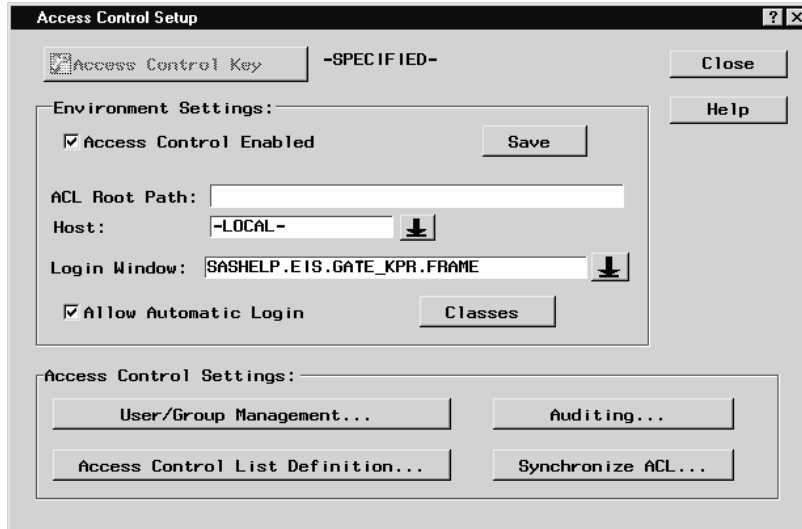 Access Control Setup
Access Control Key
-SPECIFIED-
Close
Help
Environment Settings:
Access Control Enabled
Save
ACL Root Path:
Host:
-LOCAL-
Login Window:
SASHELP.EIS.GATE_KPR.FRAME
Allow Automatic Login
Classes
Access Control Settings:
User/Group Management...
Auditing...
Access Control List Definition...
Synchronize ACL...